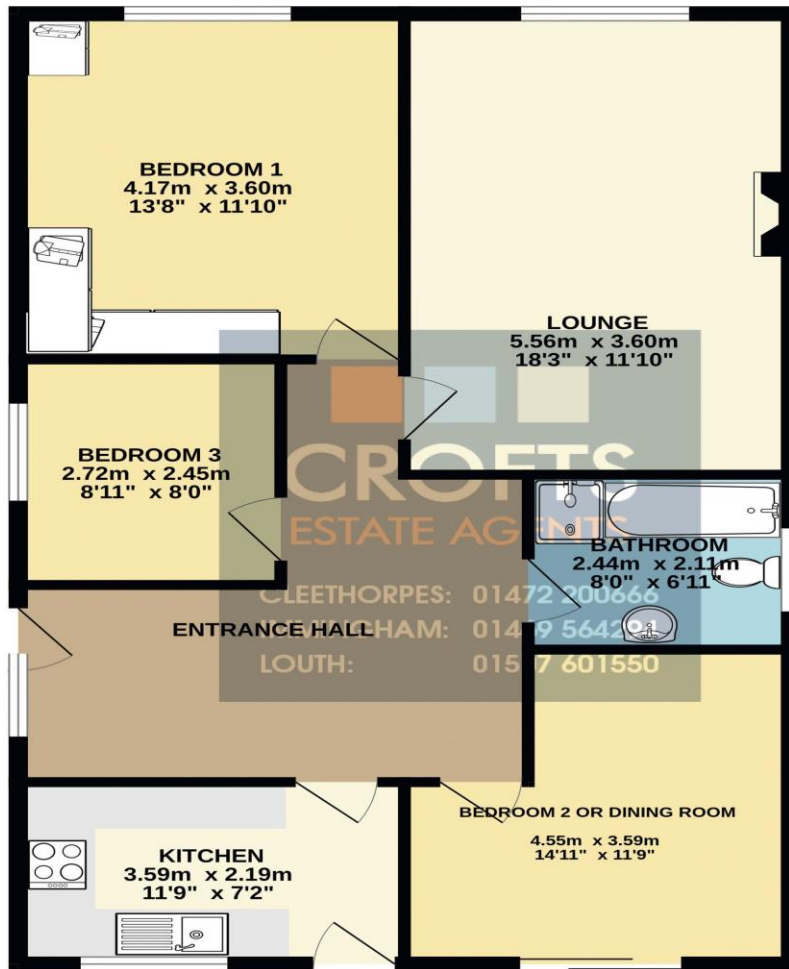 BEDROOM 1
4.17m x 3.60m
13'8" x 11'10"
LOUNGE
5.56m x 3.60m
18'3" x 11'10"
BEDROOM 3
2.72m x 2.45m
8'11" x 8'0"
CROFTS
ESTATE AGENTS
BATHROOM
2.44m x 2.11m
8'0" x 6'11"
CLEETHORPES: 01472 200666
ENTRANCE HALL
IMMINGHAM:
LOUTH: 601550
BEDROOM 2 OR DINING ROOM
4.55m x 3.59m
14'11" x 11'9"
KITCHEN
3.59m x 2.19m
11'9" x 7'2"